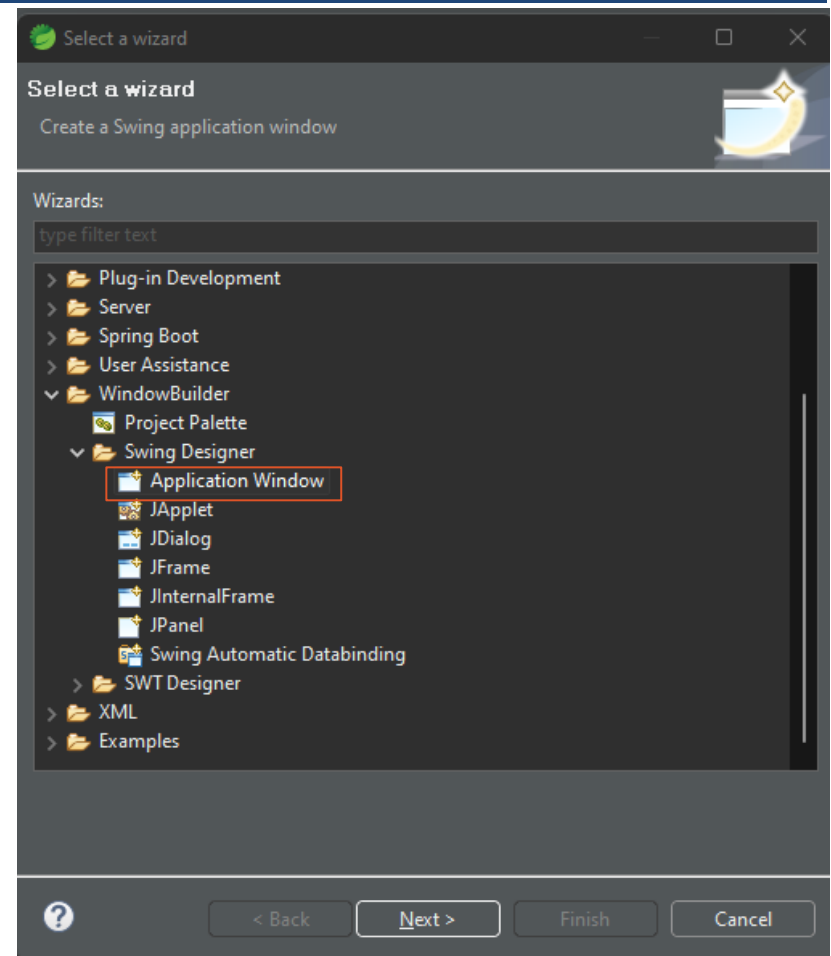 Select a wizard
Select a wizard
Create a Swing application window
Wizards:
type filter text
Plug-in Development
Server
Spring Boot
User Assistance
WindowBuilder
Project Palette
Swing Designer
Application Window
JApplet
JDialog
JFrame
JInternalFrame
JPanel
Swing Automatic Databinding
SWT Designer
XML
Examples
? < Back Next > Finish Cancel